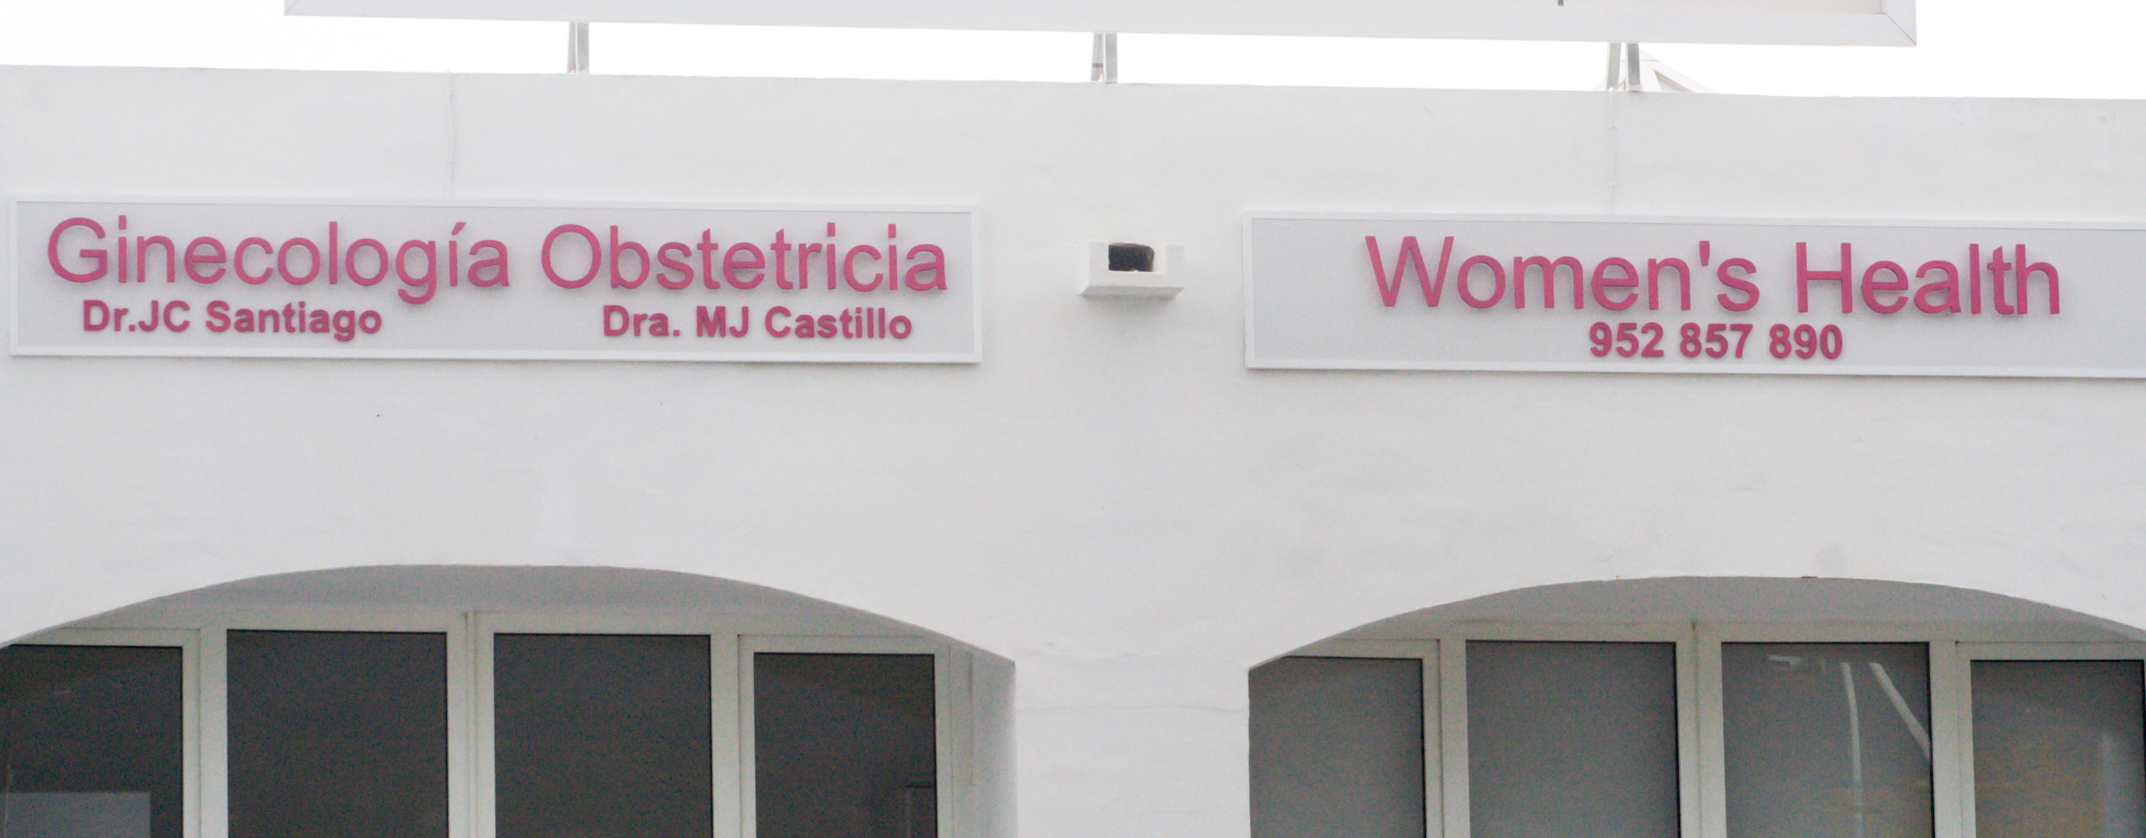 Ginecología Obstetricia
Dr.JC Santiago Dra. MJ Castillo
Women's Health
952 857 890